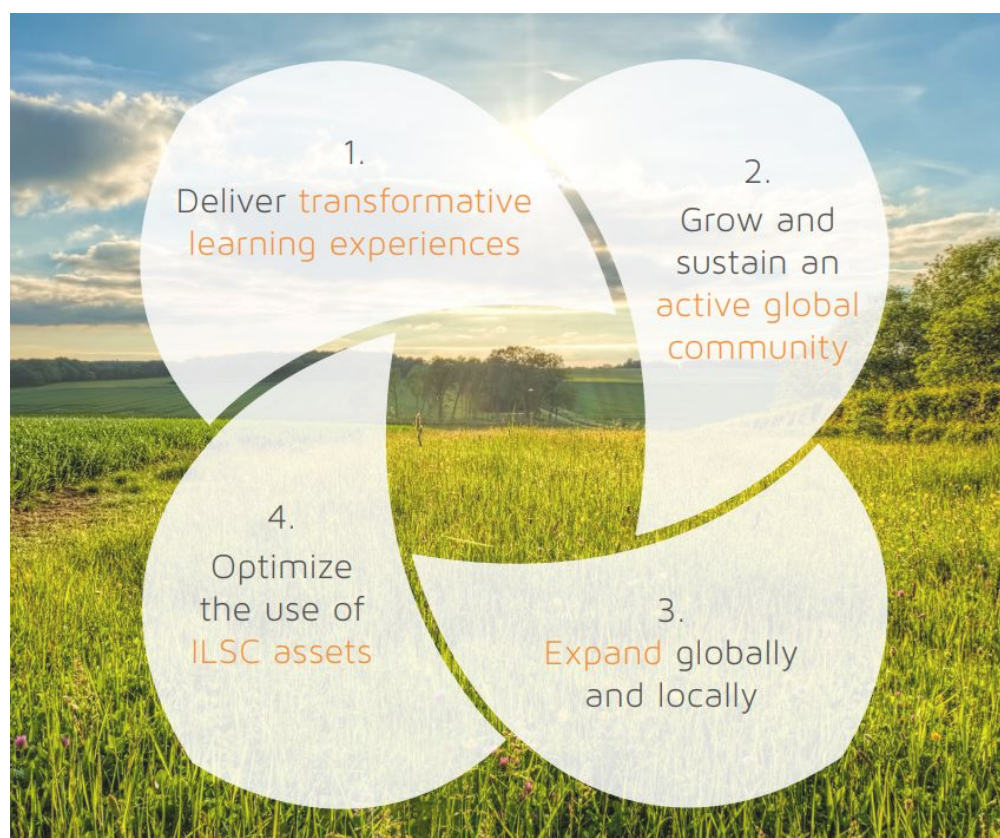 1.
Deliver transformative
learning experiences
2.
Grow and
sustain an
active global
community
3.
Expand globally
and locally
4.
Optimize
the use of
ILSC assets